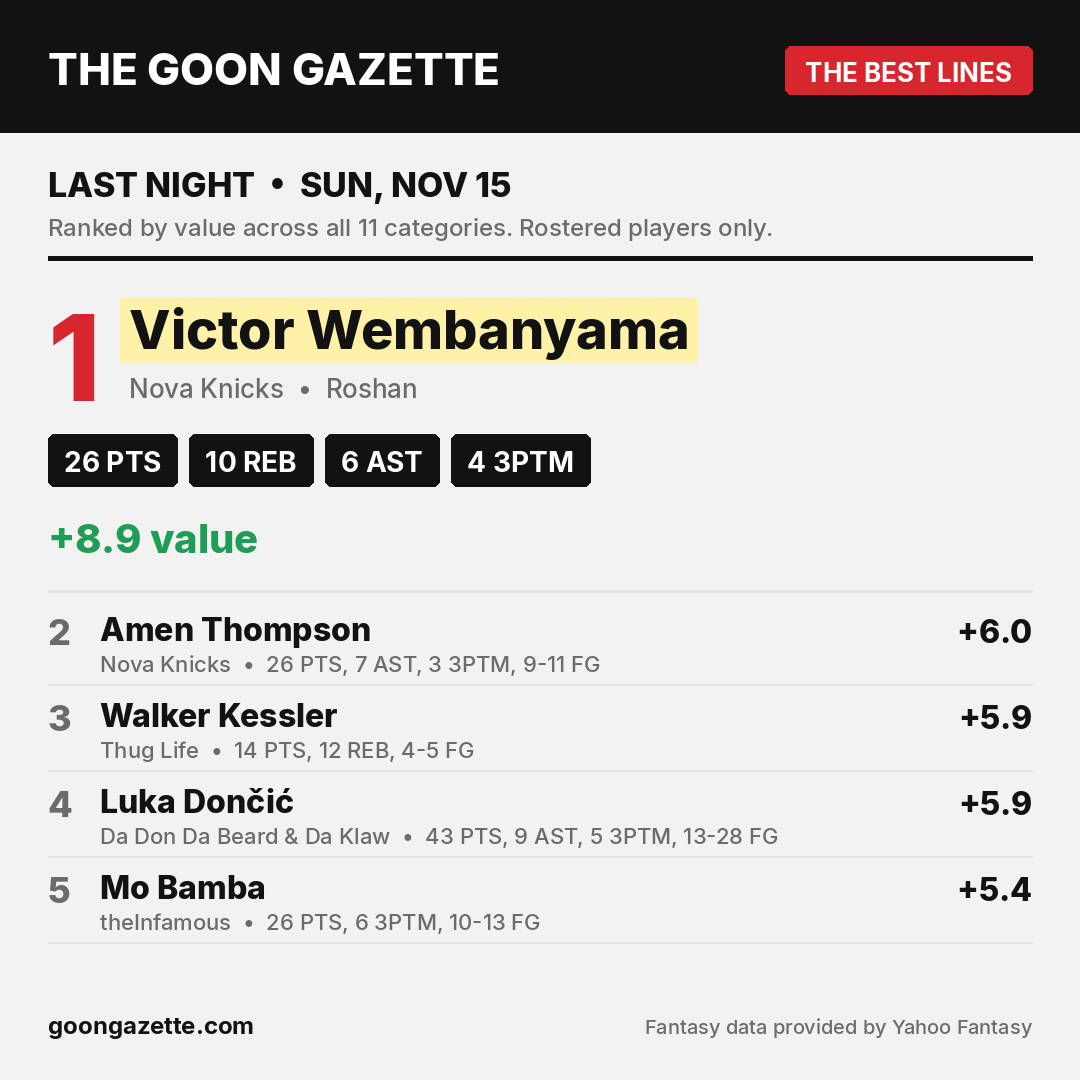 THE GOON GAZETTE
THE BEST LINES
LAST NIGHT • SUN, NOV 15
Ranked by value across all 11 categories. Rostered players only.
1
Victor Wembanyama
Nova Knicks • Roshan
26 PTS
10 REB
6 AST
4 3PTM
+8.9 value
2 Amen Thompson +6.0
Nova Knicks • 26 PTS, 7 AST, 3 3PTM, 9-11 FG
3 Walker Kessler +5.9
Thug Life • 14 PTS, 12 REB, 4-5 FG
4 Luka Dončić +5.9
Da Don Da Beard & Da Klaw • 43 PTS, 9 AST, 5 3PTM, 13-28 FG
5 Mo Bamba +5.4
theInfamous • 26 PTS, 6 3PTM, 10-13 FG
goongazette.com
Fantasy data provided by Yahoo Fantasy